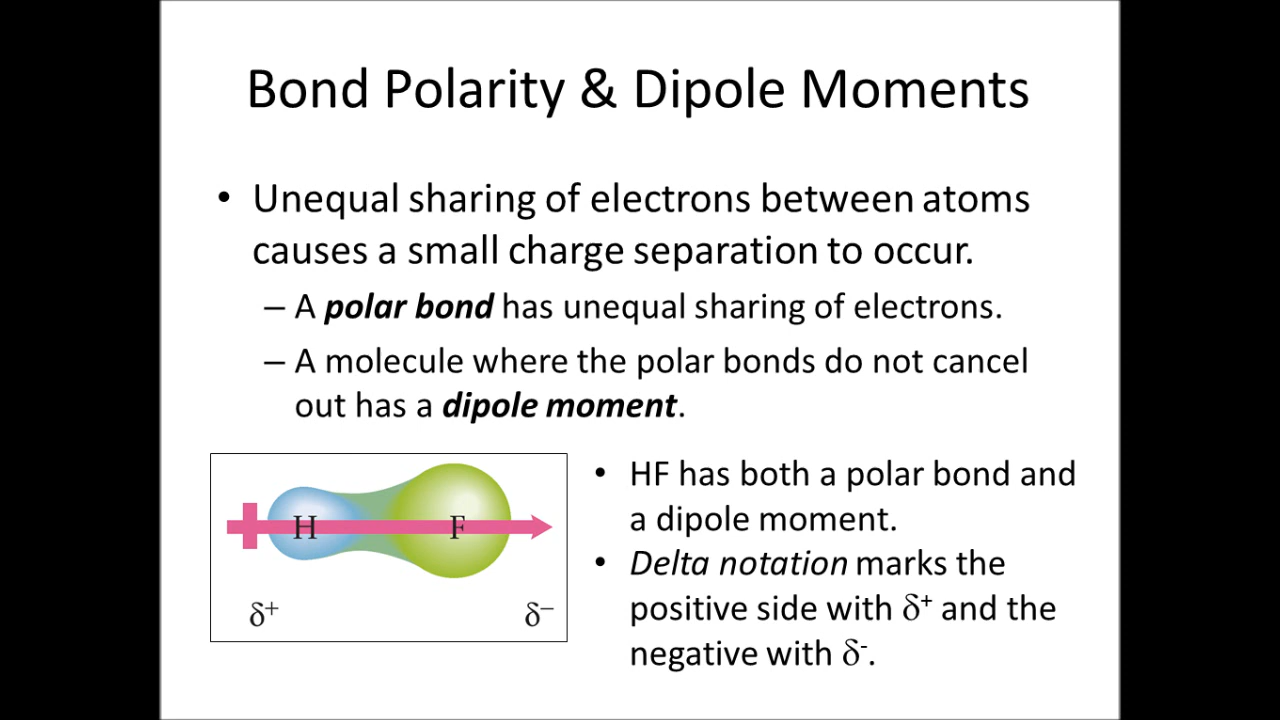 Bond Polarity & Dipole Moments
• Unequal sharing of electrons between atoms
causes a small charge separation to occur.
– A polar bond has unequal sharing of electrons.
– A molecule where the polar bonds do not cancel
out has a dipole moment.
H F
δ⁺ δ⁻
• HF has both a polar bond and
a dipole moment.
• Delta notation marks the
positive side with δ⁺ and the
negative with δ⁻.